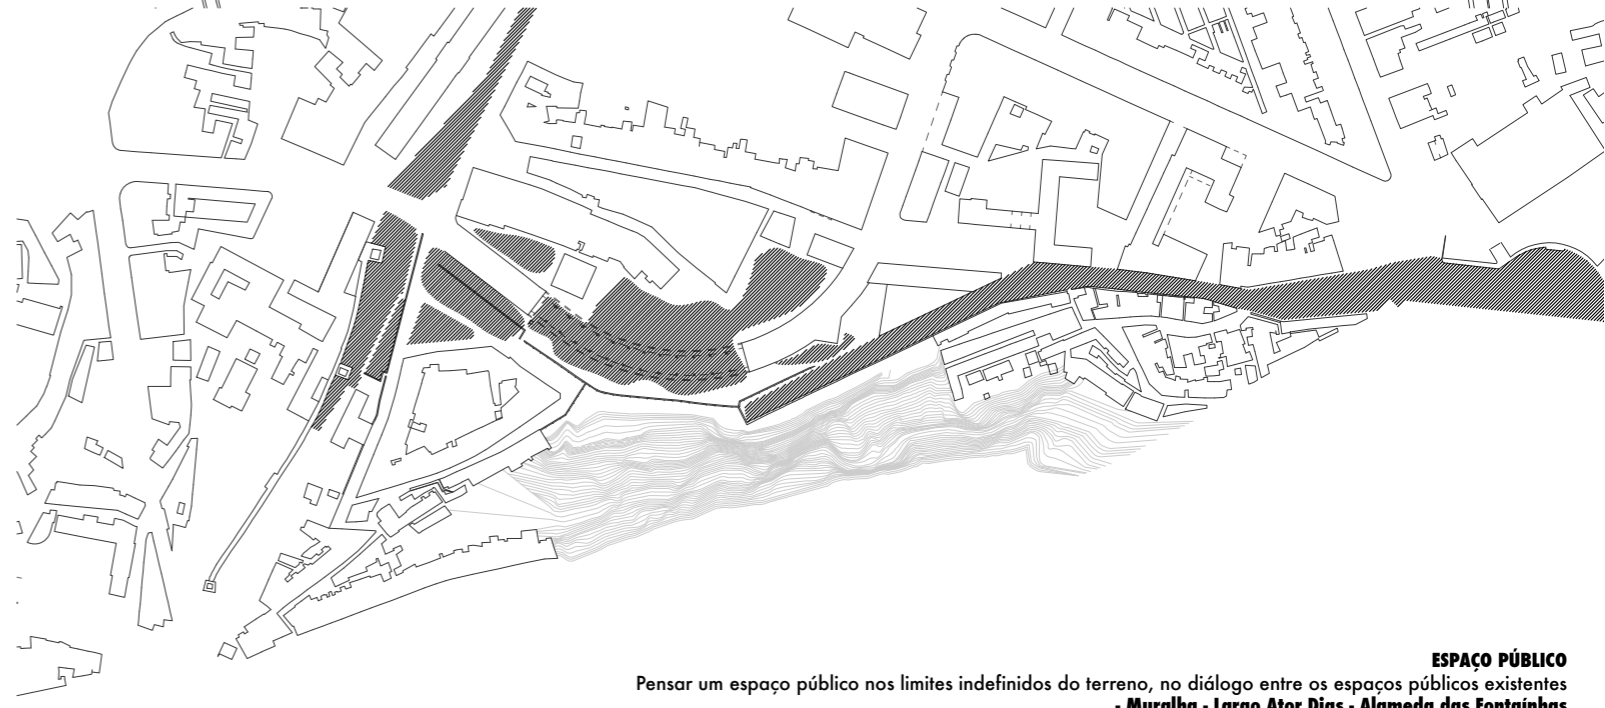 ESPAÇO PÚBLICO
Pensar um espaço público nos limites indefinidos do terreno, no diálogo entre os espaços públicos existentes
- Muralha - Largo Ator Dias - Alameda das Fontaínhas